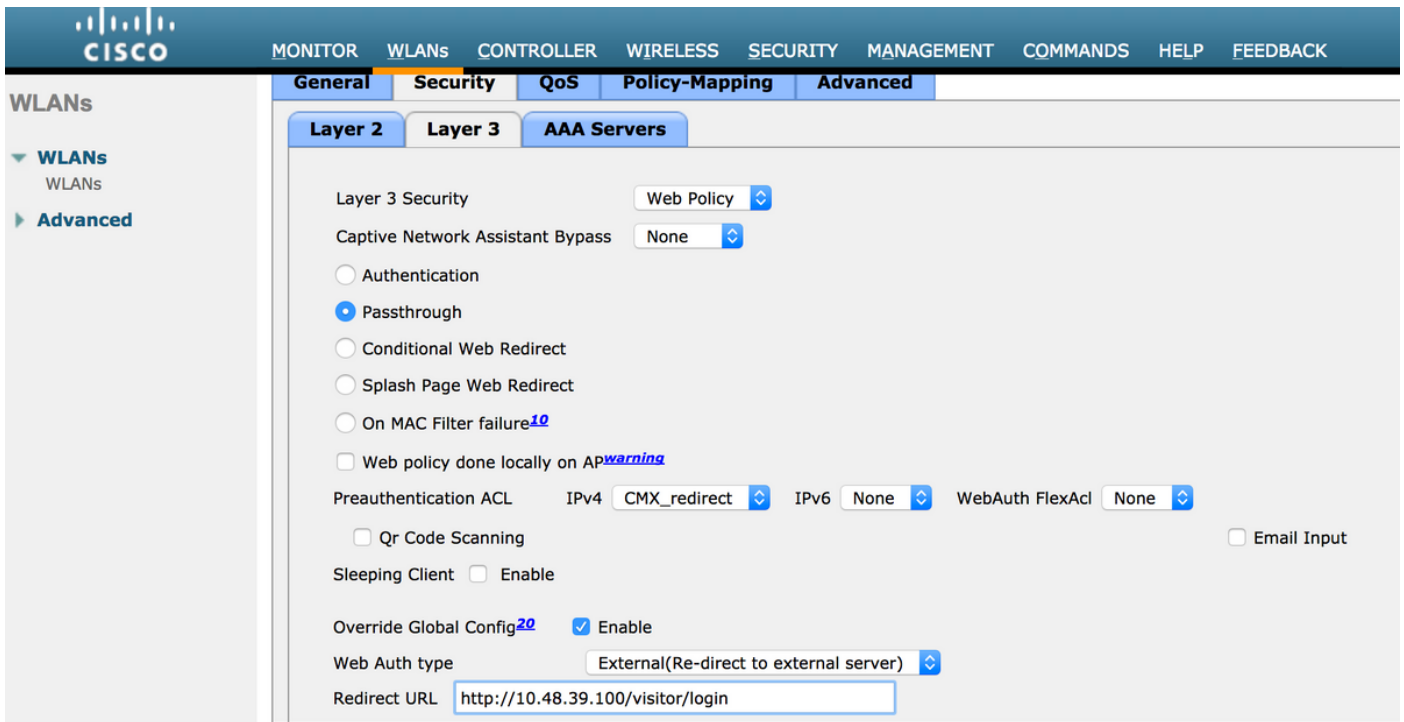 CISCO
MONITOR WLANs CONTROLLER WIRELESS SECURITY MANAGEMENT COMMANDS HELP FEEDBACK
WLANs
WLANs
WLANs
Advanced
General Security QoS Policy-Mapping Advanced
Layer 2 Layer 3 AAA Servers
Layer 3 Security Web Policy
Captive Network Assistant Bypass None
Authentication
Passthrough
Conditional Web Redirect
Splash Page Web Redirect
On MAC Filter failure10
Web policy done locally on APwarning
Preauthentication ACL IPv4 CMX_redirect IPv6 None WebAuth FlexAcl None
Qr Code Scanning Email Input
Sleeping Client Enable
Override Global Config20 Enable
Web Auth type External(Re-direct to external server)
Redirect URL http://10.48.39.100/visitor/login